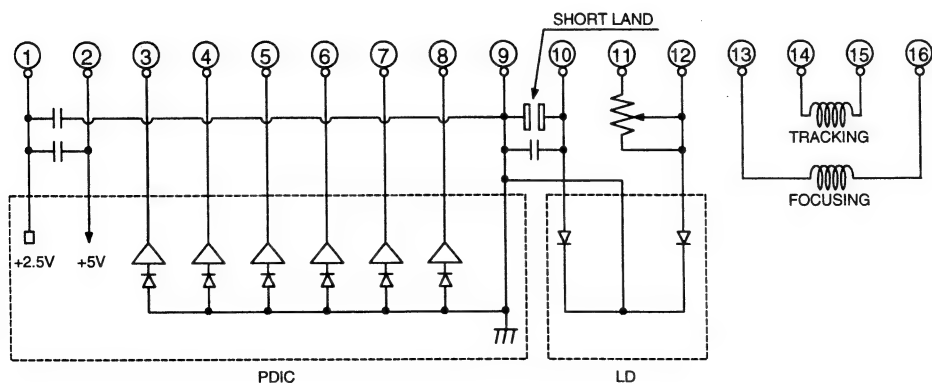 SHORT LAND
1 2 3 4 5 6 7 8 9 10 11 12 13 14 15 16
TRACKING
FOCUSING
+2.5V +5V
PDIC LD